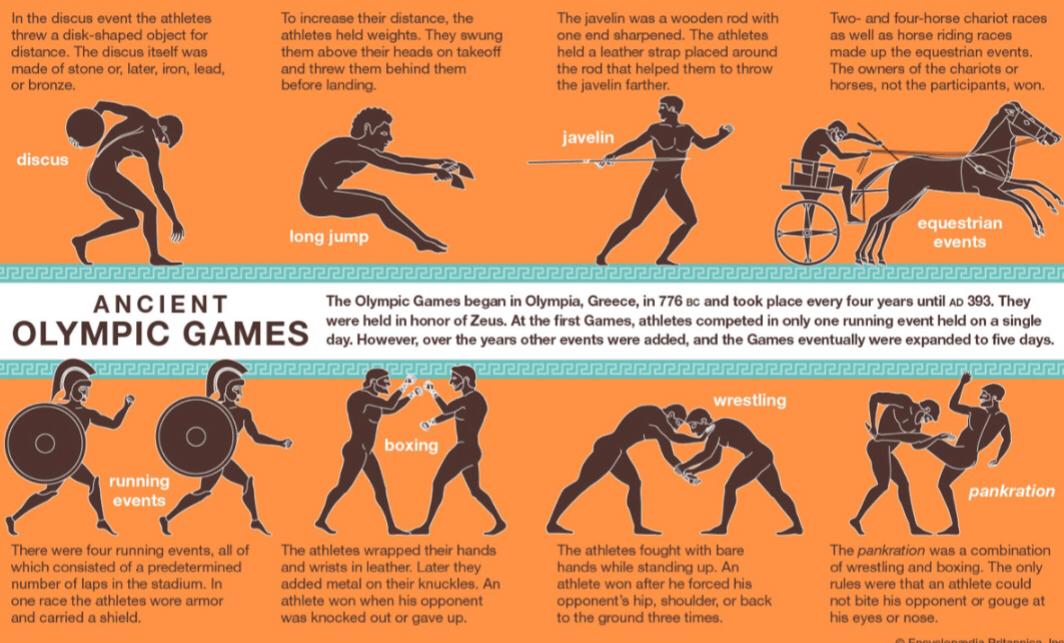 In the discus event the athletes
threw a disk-shaped object for
distance. The discus itself was
made of stone or, later, iron, lead,
or bronze.
discus
To increase their distance, the
athletes held weights. They swung
them above their heads on takeoff
and threw them behind them
before landing.
long jump
The javelin was a wooden rod with
one end sharpened. The athletes
held a leather strap placed around
the rod that helped them to throw
the javelin farther.
javelin
Two- and four-horse chariot races
as well as horse riding races
made up the equestrian events.
The owners of the chariots or
horses, not the participants, won.
equestrian
events
ANCIENT
OLYMPIC GAMES
The Olympic Games began in Olympia, Greece, in 776 BC and took place every four years until AD 393. They
were held in honor of Zeus. At the first Games, athletes competed in only one running event held on a single
day. However, over the years other events were added, and the Games eventually were expanded to five days.
running
events
There were four running events, all of
which consisted of a predetermined
number of laps in the stadium. In
one race the athletes wore armor
and carried a shield.
boxing
The athletes wrapped their hands
and wrists in leather. Later they
added metal on their knuckles. An
athlete won when his opponent
was knocked out or gave up.
wrestling
The athletes fought with bare
hands while standing up. An
athlete won after he forced his
opponent's hip, shoulder, or back
to the ground three times.
pankration
The pankration was a combination
of wrestling and boxing. The only
rules were that an athlete could
not bite his opponent or gouge at
his eyes or nose.
© Encyclopædia Britannica, Inc